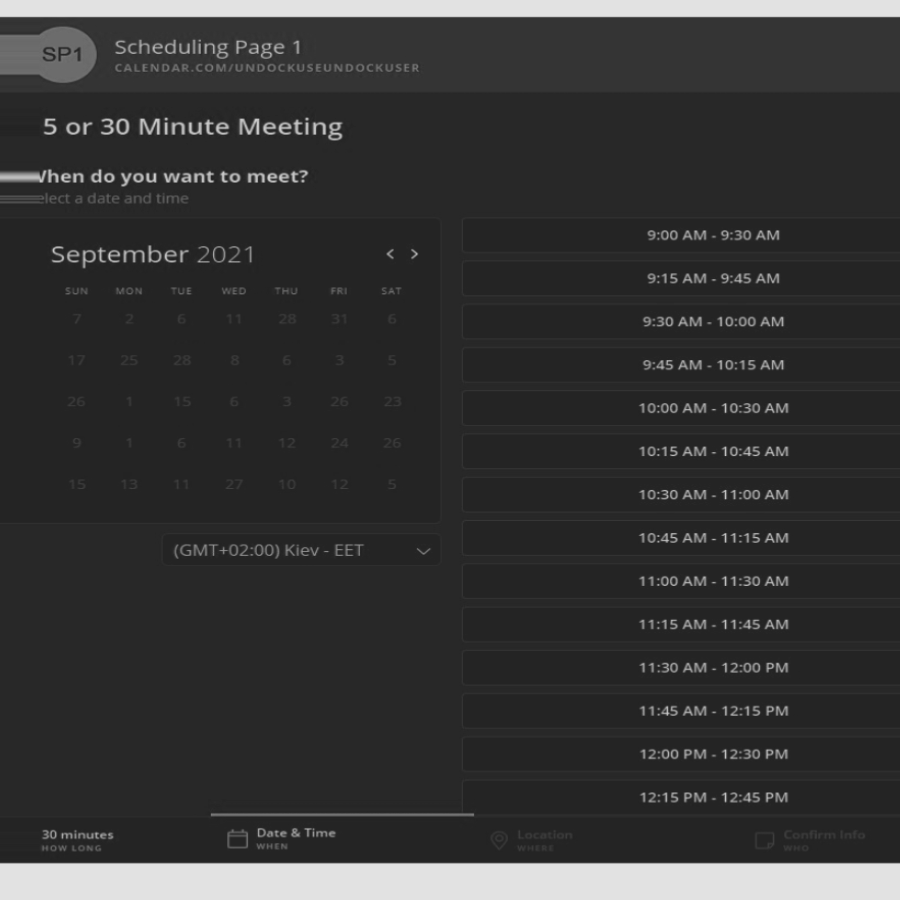 SP1
Scheduling Page 1
CALENDAR.COM/UNDOCKUSEUNDOCKUSER
5 or 30 Minute Meeting
When do you want to meet?
elect a date and time
September 2021
< >
SUN MON TUE WED THU FRI SAT
7 2 6 11 28 31 6
17 25 28 8 6 3 5
26 1 15 6 3 26 23
9 1 6 11 12 24 26
15 13 11 27 10 12 5
(GMT+02:00) Kiev - EET
9:00 AM - 9:30 AM
9:15 AM - 9:45 AM
9:30 AM - 10:00 AM
9:45 AM - 10:15 AM
10:00 AM - 10:30 AM
10:15 AM - 10:45 AM
10:30 AM - 11:00 AM
10:45 AM - 11:15 AM
11:00 AM - 11:30 AM
11:15 AM - 11:45 AM
11:30 AM - 12:00 PM
11:45 AM - 12:15 PM
12:00 PM - 12:30 PM
12:15 PM - 12:45 PM
30 minutes
HOW LONG
Date & Time
WHEN
Location
WHERE
Confirm Info
WHO